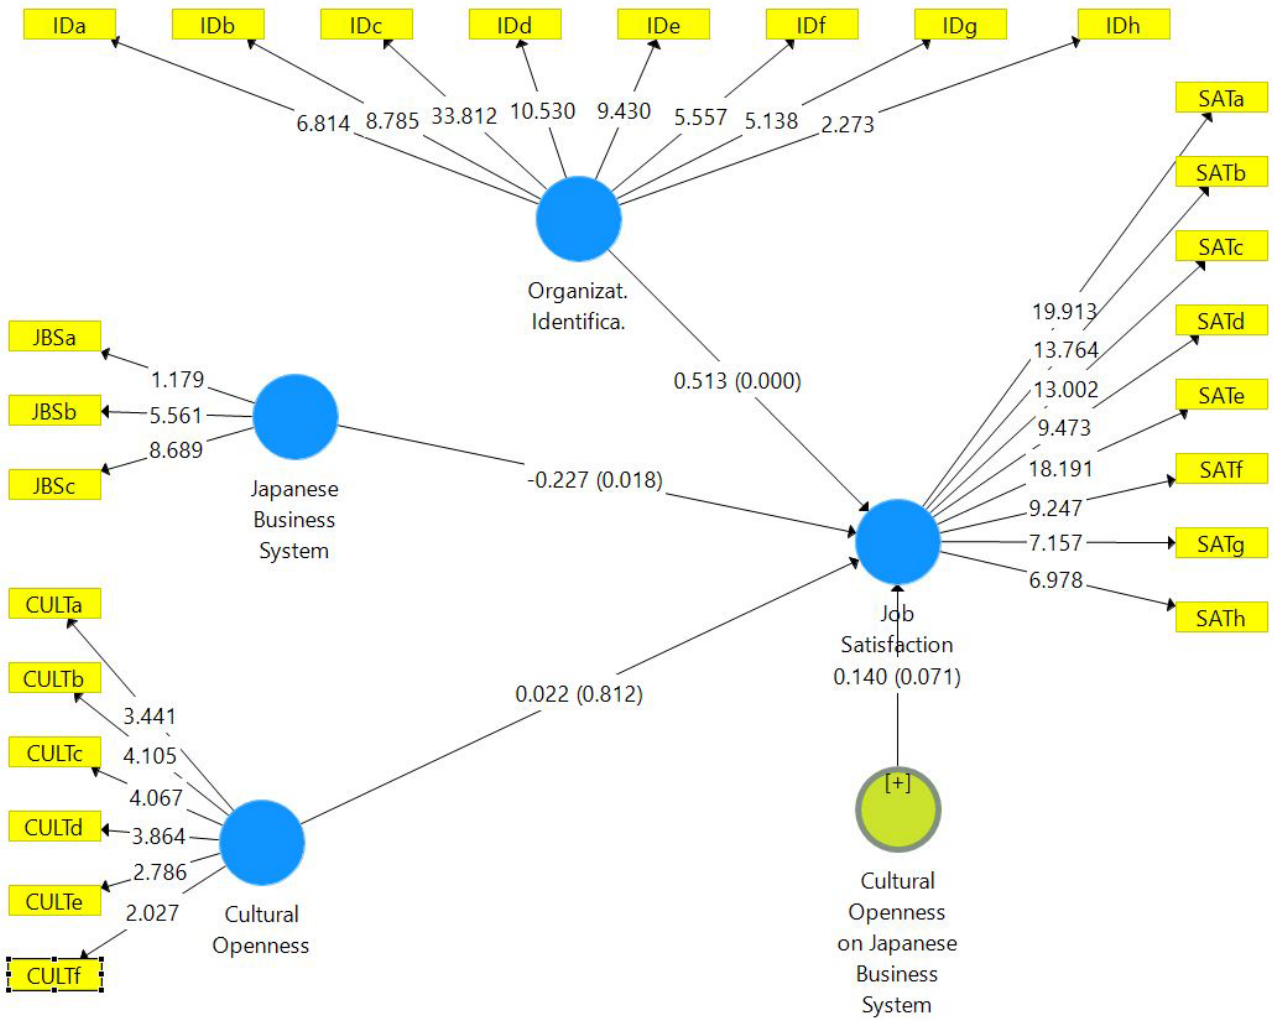 IDa
IDb
IDc
IDd
IDe
IDf
IDg
IDh
6.814
8.785
33.812
10.530
9.430
5.557
5.138
2.273
Organizat.
Identifica.
SATa
SATb
SATc
SATd
SATe
SATf
SATg
SATh
19.913
13.764
13.002
9.473
18.191
9.247
7.157
6.978
JBSa
JBSb
JBSc
1.179
5.561
8.689
Japanese
Business
System
0.513 (0.000)
-0.227 (0.018)
0.022 (0.812)
Job
Satisfaction
0.140 (0.071)
CULTa
CULTb
CULTc
CULTd
CULTe
CULTf
3.441
4.105
4.067
3.864
2.786
2.027
Cultural
Openness
[+]
Cultural
Openness
on Japanese
Business
System